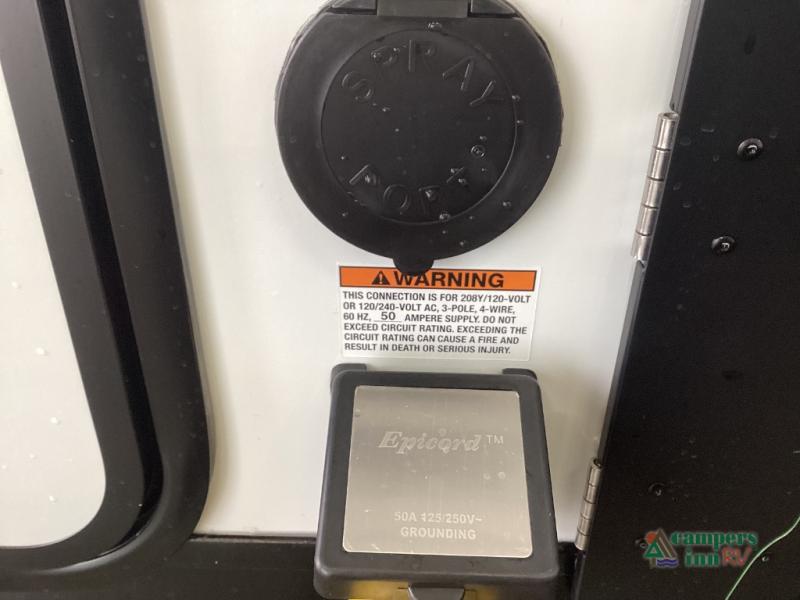 SPRAY
PORT
WARNING
THIS CONNECTION IS FOR 208Y/120-VOLT
OR 120/240-VOLT AC, 3-POLE, 4-WIRE,
60 HZ, 50 AMPERE SUPPLY. DO NOT
EXCEED CIRCUIT RATING. EXCEEDING THE
CIRCUIT RATING CAN CAUSE A FIRE AND
RESULT IN DEATH OR SERIOUS INJURY.
Epicord™
50A 125/250V~
GROUNDING
campers
inn RV